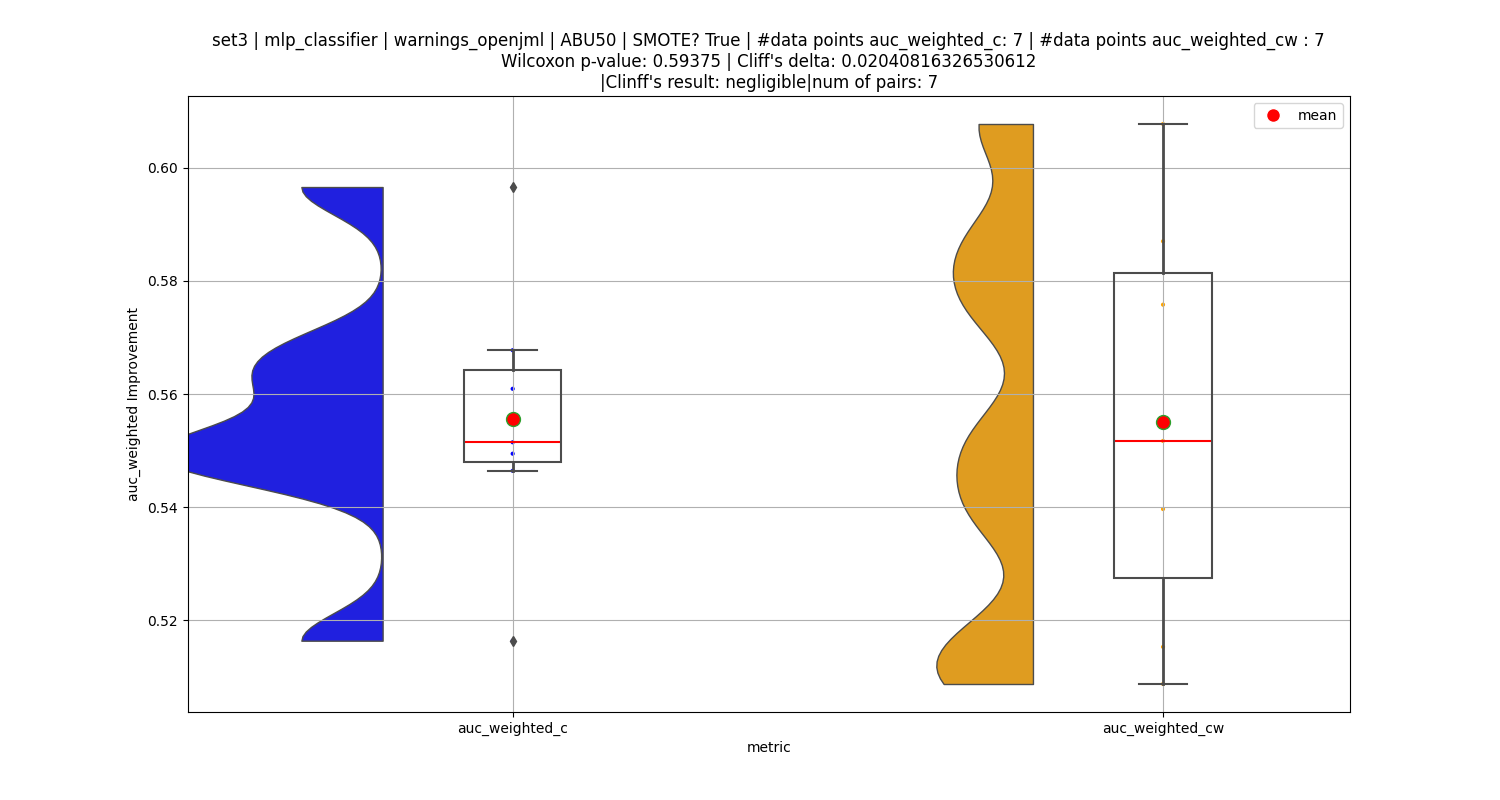 set3 | mlp_classifier | warnings_openjml | ABU50 | SMOTE? True | #data points auc_weighted_c: 7 | #data points auc_weighted_cw : 7
Wilcoxon p-value: 0.59375 | Cliff's delta: 0.02040816326530612
|Clinff's result: negligible|num of pairs: 7
mean
0.60
0.58
0.56
0.54
0.52
auc_weighted Improvement
auc_weighted_c
auc_weighted_cw
metric